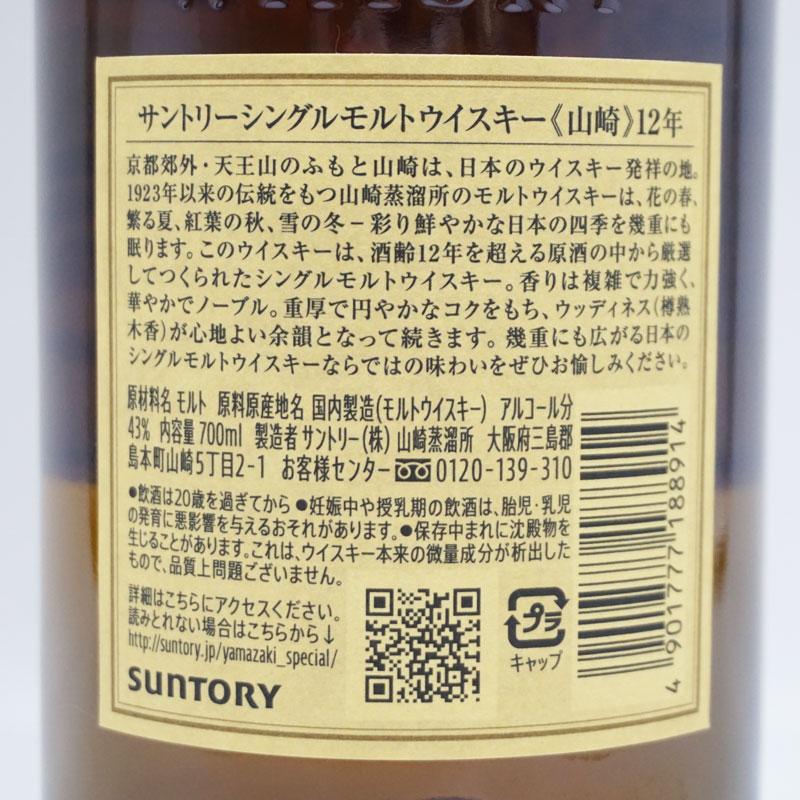 サントリーシングルモルトウイスキー《山崎》12年
京都郊外・天王山のふもと山崎は、日本のウイスキー発祥の地。
1923年以来の伝統をもつ山崎蒸溜所のモルトウイスキーは、花の春、
繁る夏、紅葉の秋、雪の冬－彩り鮮やかな日本の四季を幾重にも
眠ります。このウイスキーは、酒齢12年を超える原酒の中から厳選
してつくられたシングルモルトウイスキー。香りは複雑で力強く、
華やかでノーブル。重厚で円やかなコクをもち、ウッディネス(樽熟
木香)が心地よい余韻となって続きます。幾重にも広がる日本の
シングルモルトウイスキーならではの味わいをぜひお愉しみください。
原材料名 モルト 原料原産地名 国内製造(モルトウイスキー) アルコール分
43% 内容量 700ml 製造者 サントリー(株) 山崎蒸溜所 大阪府三島郡
島本町山崎5丁目2-1 お客様センター 0120-139-310
●飲酒は20歳を過ぎてから ●妊娠中や授乳期の飲酒は、胎児・乳児
の発育に悪影響を与えるおそれがあります。●保存中まれに沈殿物を
生じることがあります。これは、ウイスキー本来の微量成分が析出した
もので、品質上問題ございません。
詳細はこちらにアクセスください。
読みとれない場合はこちらから↓
http://suntory.jp/yamazaki_special/
SUNTORY
プラ
キャップ
4901777188914